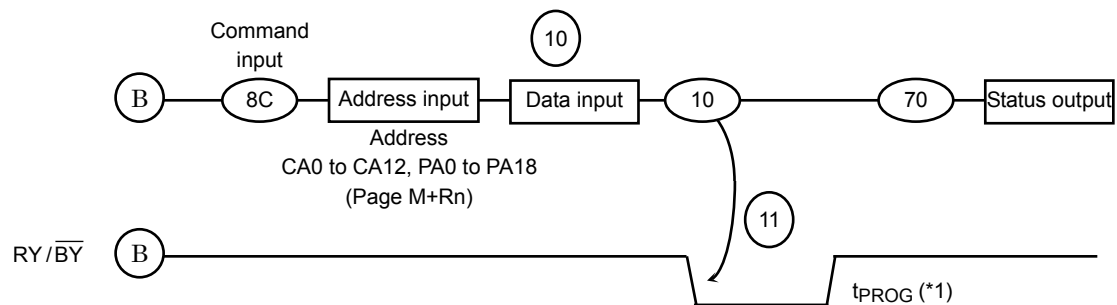 10
Command
input
B 8C Address input Data input 10 70 Status output
Address
CA0 to CA12, PA0 to PA18
(Page M+Rn)
11
RY/B̅Y̅ B
tPROG (*1)